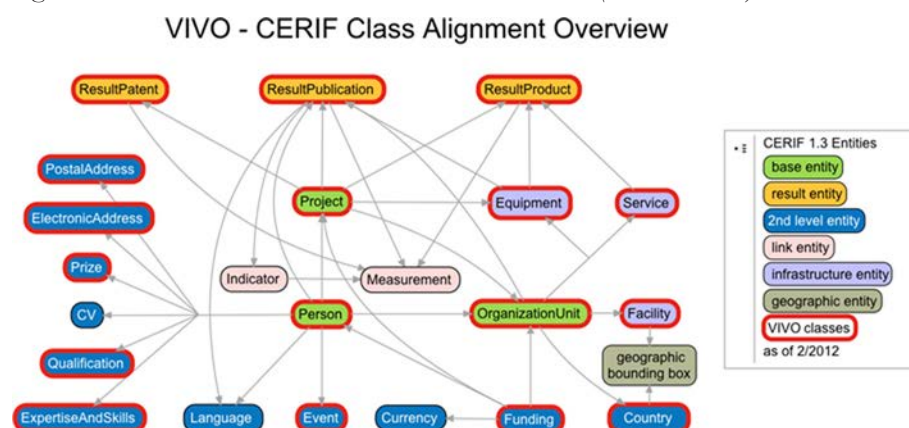 VIVO - CERIF Class Alignment Overview
ResultPatent
ResultPublication
ResultProduct
CERIF 1.3 Entities
base entity
result entity
2nd level entity
link entity
infrastructure entity
geographic entity
VIVO classes
as of 2/2012
PostalAddress
ElectronicAddress
Project
Equipment
Service
Prize
Indicator
Measurement
CV
Person
OrganizationUnit
Facility
Qualification
geographic
bounding box
ExpertiseAndSkills
Language
Event
Currency
Funding
Country